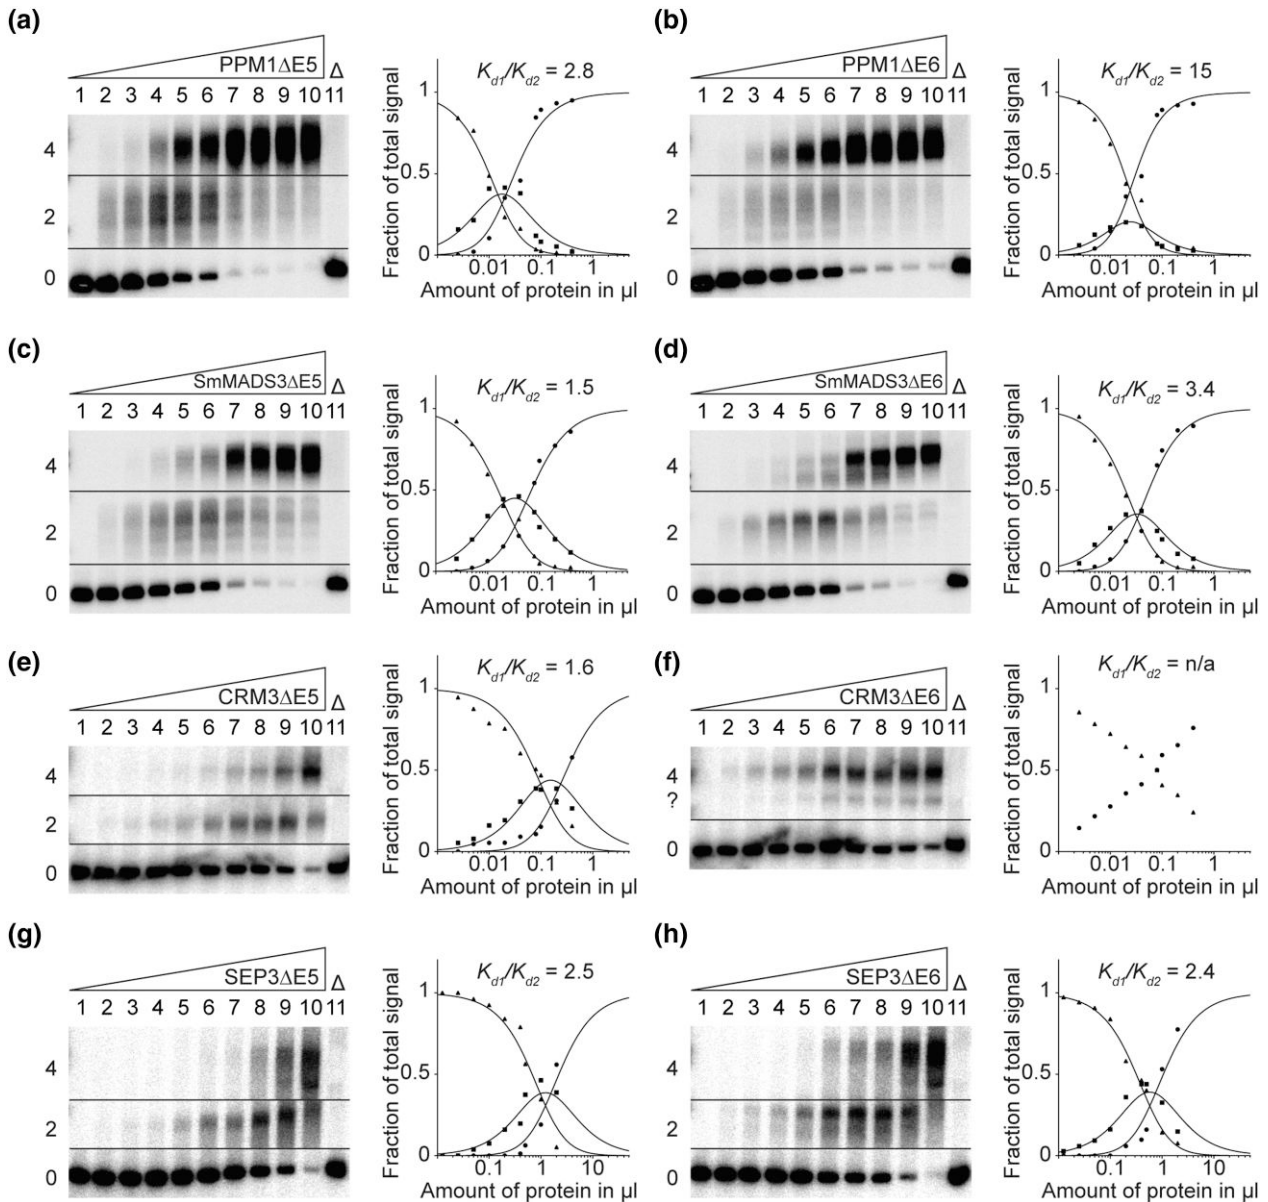 (a)
PPM1ΔE5 Δ
1 2 3 4 5 6 7 8 9 10 11
4
2
0
Fraction of total signal
1
0.5
0
Kd1/Kd2 = 2.8
0.01 0.1 1
Amount of protein in µl
(b)
PPM1ΔE6 Δ
1 2 3 4 5 6 7 8 9 10 11
4
2
0
Fraction of total signal
1
0.5
0
Kd1/Kd2 = 15
0.01 0.1 1
Amount of protein in µl
(c)
SmMADS3ΔE5 Δ
1 2 3 4 5 6 7 8 9 10 11
4
2
0
Fraction of total signal
1
0.5
0
Kd1/Kd2 = 1.5
0.01 0.1 1
Amount of protein in µl
(d)
SmMADS3ΔE6 Δ
1 2 3 4 5 6 7 8 9 10 11
4
2
0
Fraction of total signal
1
0.5
0
Kd1/Kd2 = 3.4
0.01 0.1 1
Amount of protein in µl
(e)
CRM3ΔE5 Δ
1 2 3 4 5 6 7 8 9 10 11
4
2
0
Fraction of total signal
1
0.5
0
Kd1/Kd2 = 1.6
0.01 0.1 1
Amount of protein in µl
(f)
CRM3ΔE6 Δ
1 2 3 4 5 6 7 8 9 10 11
4
?
0
Fraction of total signal
1
0.5
0
Kd1/Kd2 = n/a
0.01 0.1 1
Amount of protein in µl
(g)
SEP3ΔE5 Δ
1 2 3 4 5 6 7 8 9 10 11
4
2
0
Fraction of total signal
1
0.5
0
Kd1/Kd2 = 2.5
0.1 1 10
Amount of protein in µl
(h)
SEP3ΔE6 Δ
1 2 3 4 5 6 7 8 9 10 11
4
2
0
Fraction of total signal
1
0.5
0
Kd1/Kd2 = 2.4
0.1 1 10
Amount of protein in µl